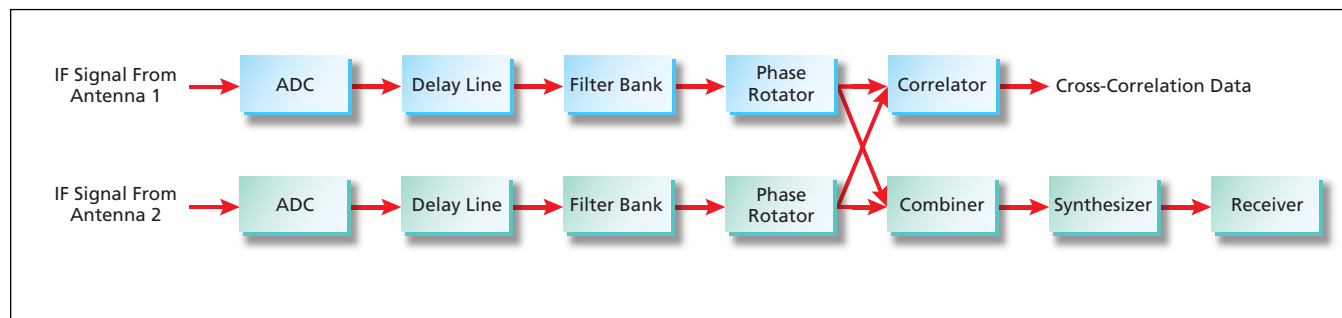 IF Signal From
Antenna 1
ADC
Delay Line
Filter Bank
Phase
Rotator
Correlator
Cross-Correlation Data
IF Signal From
Antenna 2
ADC
Delay Line
Filter Bank
Phase
Rotator
Combiner
Synthesizer
Receiver